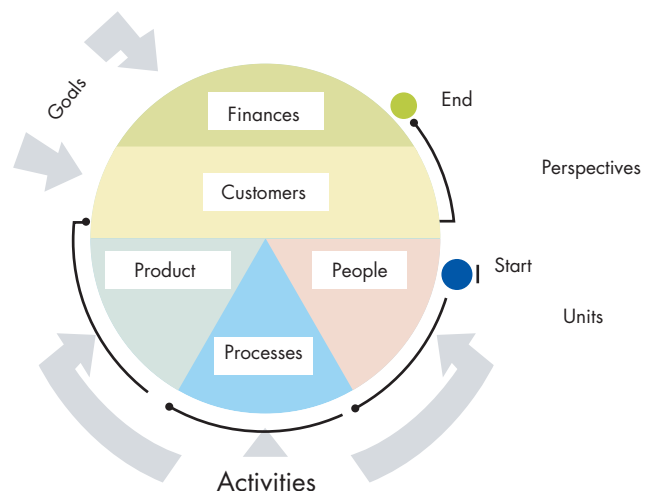 Goals
Finances
End
Perspectives
Customers
Product
People
Start
Units
Processes
Activities